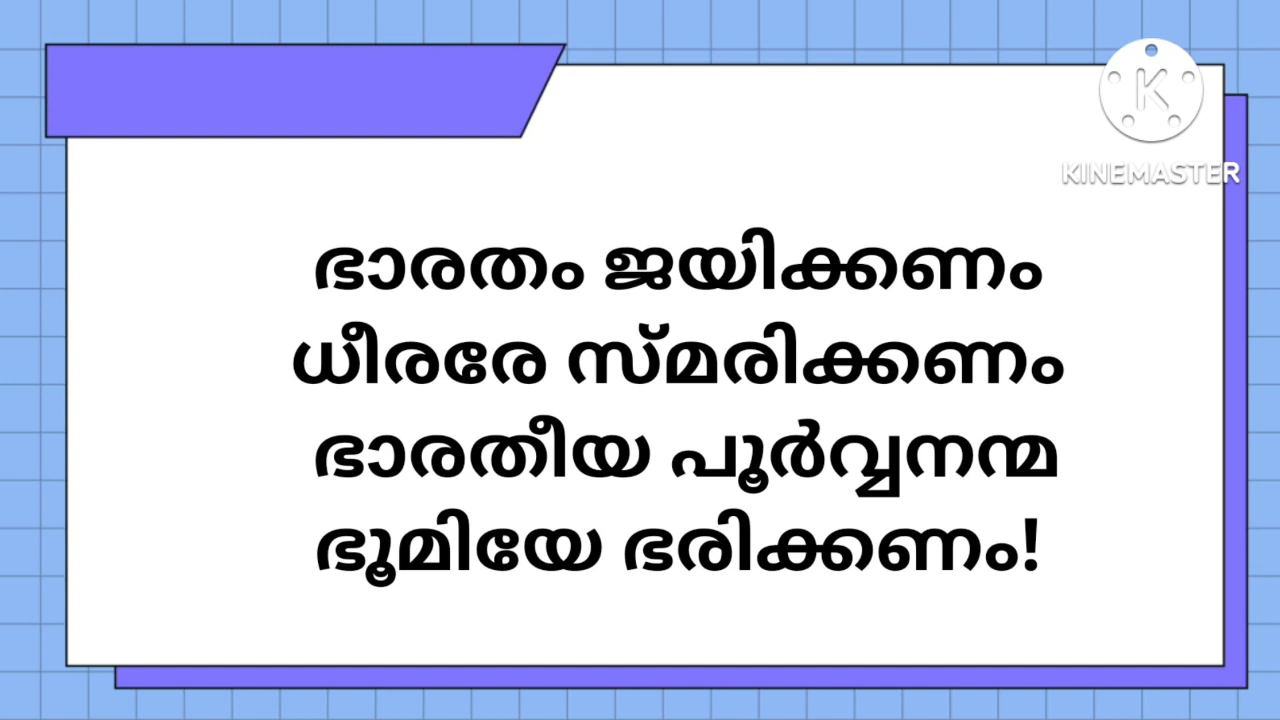 KINEMASTER
ഭാരതം ജയിക്കണം
ധീരരേ സ്മരിക്കണം
ഭാരതീയ പൂർവ്വനന്മ
ഭൂമിയേ ഭരിക്കണം!